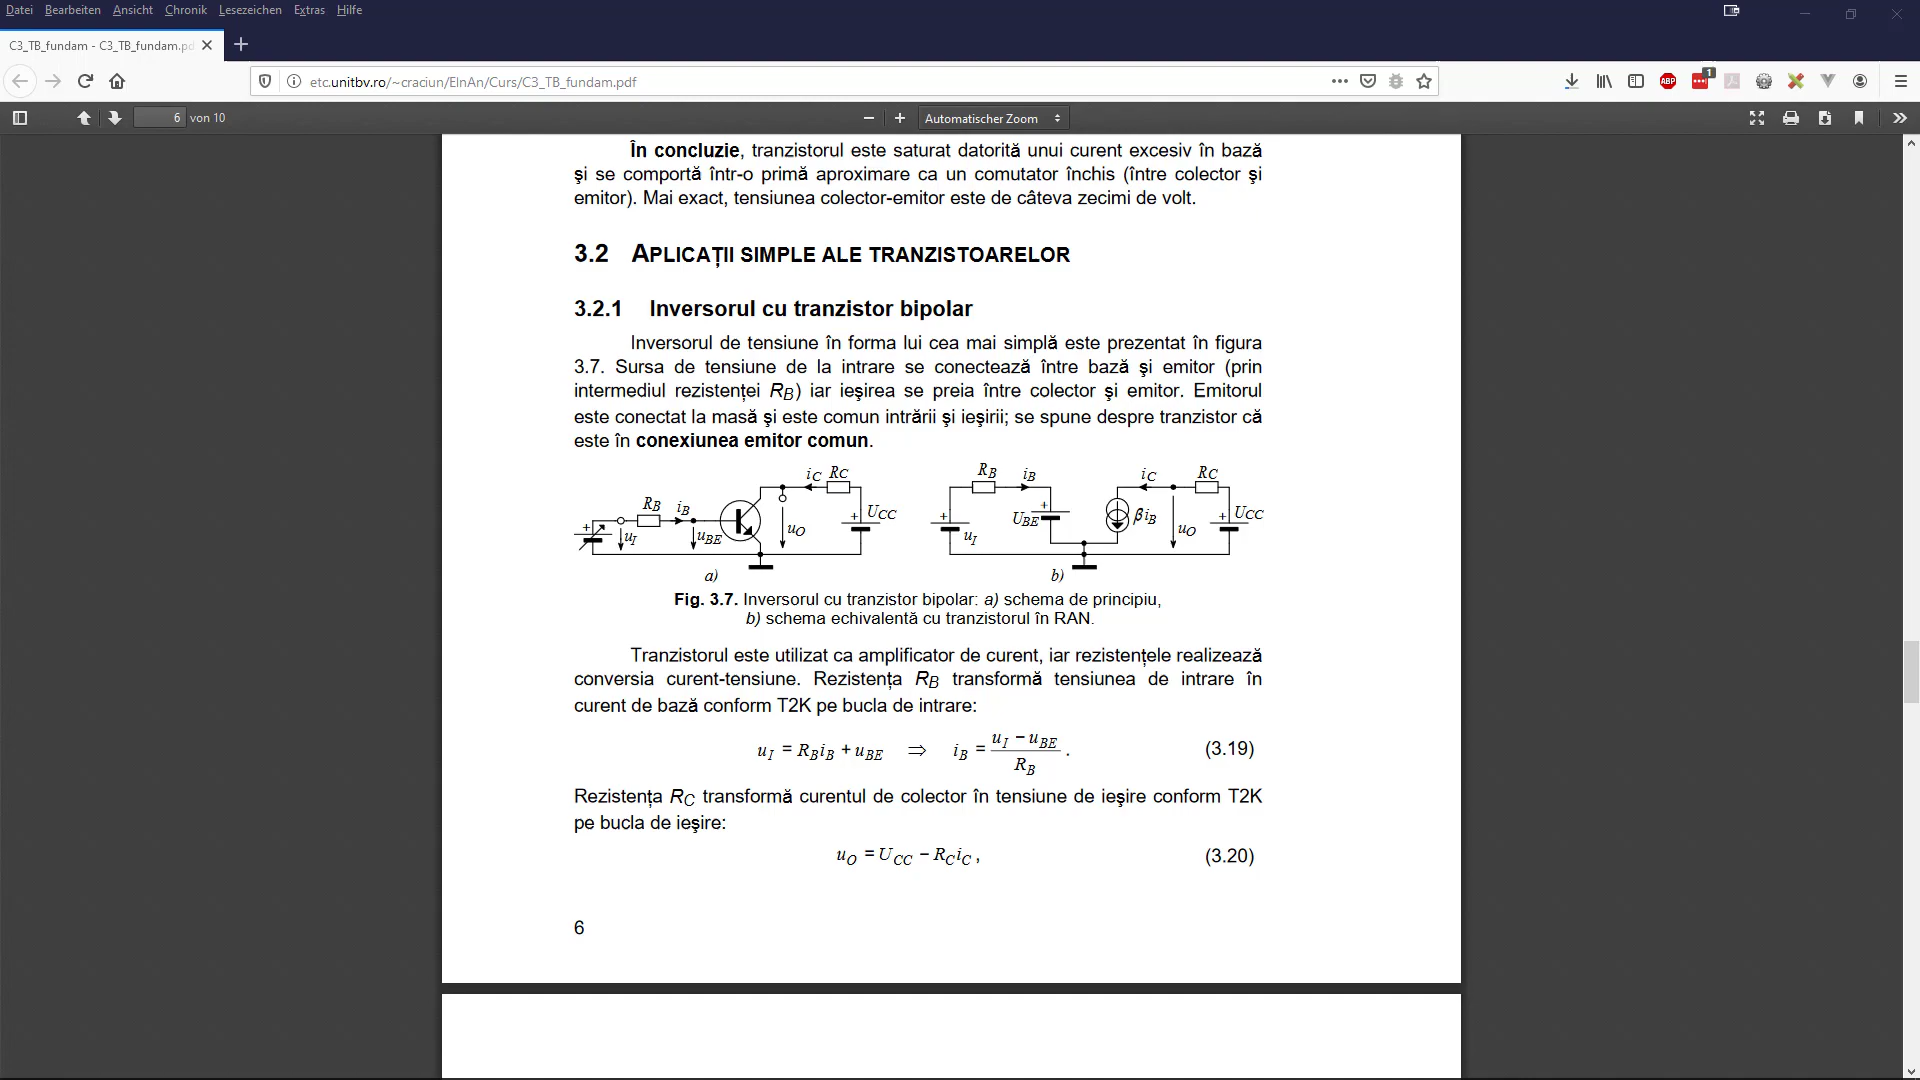 Datei Bearbeiten Ansicht Chronik Lesezeichen Extras Hilfe
C3_TB_fundam - C3_TB_fundam.pd
etc.unitbv.ro/~craciun/ElnAn/Curs/C3_TB_fundam.pdf
ABP
1
6 von 10
Automatischer Zoom
În concluzie, tranzistorul este saturat datorită unui curent excesiv în bază
şi se comportă într-o primă aproximare ca un comutator închis (între colector şi
emitor). Mai exact, tensiunea colector-emitor este de câteva zecimi de volt.
3.2 APLICAŢII SIMPLE ALE TRANZISTOARELOR
3.2.1 Inversorul cu tranzistor bipolar
Inversorul de tensiune în forma lui cea mai simplă este prezentat în figura
3.7. Sursa de tensiune de la intrare se conectează între bază şi emitor (prin
intermediul rezistenţei RB) iar ieşirea se preia între colector şi emitor. Emitorul
este conectat la masă şi este comun intrării şi ieşirii; se spune despre tranzistor că
este în conexiunea emitor comun.
RB iB iC RC
+ uI uBE uO + UCC
a)
RB iB iC RC
+ uI UBE + βiB uO + UCC
b)
Fig. 3.7. Inversorul cu tranzistor bipolar: a) schema de principiu,
b) schema echivalentă cu tranzistorul în RAN.
Tranzistorul este utilizat ca amplificator de curent, iar rezistenţele realizează
conversia curent-tensiune. Rezistenţa RB transformă tensiunea de intrare în
curent de bază conform T2K pe bucla de intrare:
uI = RBiB + uBE ⇒ iB = (uI − uBE) / RB . (3.19)
Rezistenţa RC transformă curentul de colector în tensiune de ieşire conform T2K
pe bucla de ieşire:
uO = UCC − RCiC , (3.20)
6